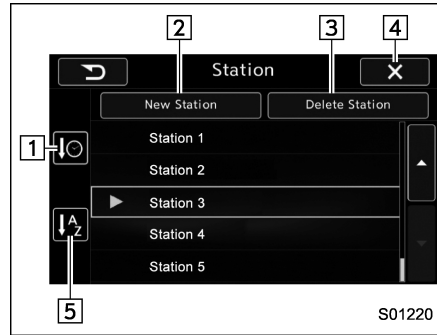 2
3
4
Station
New Station
Delete Station
1
Station 1
Station 2
Station 3
Station 4
Station 5
A
Z
5
S01220